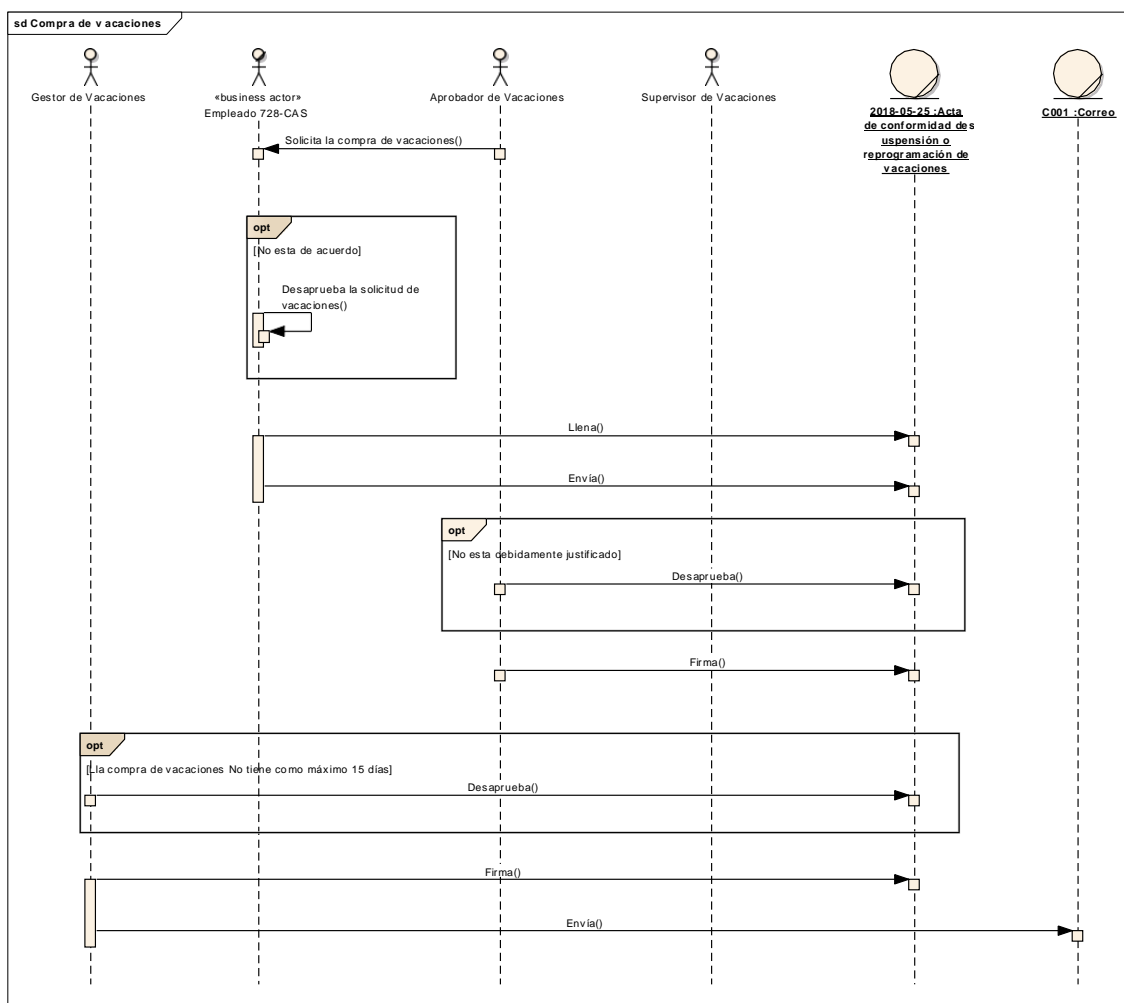 sd Compra de vacaciones
Gestor de Vacaciones
«business actor»
Empleado 728-CAS
Aprobador de Vacaciones
Supervisor de Vacaciones
2018-05-25 :Acta
de conformidad des
uspensión o
reprogramación de
vacaciones
C001 :Correo
Solicita la compra de vacaciones()
opt
[No esta de acuerdo]
Desaprueba la solicitud de
vacaciones()
Llena()
Envía()
opt
[No esta debidamente justificado]
Desaprueba()
Firma()
opt
[Lla compra de vacaciones No tiene como máximo 15 días]
Desaprueba()
Firma()
Envía()